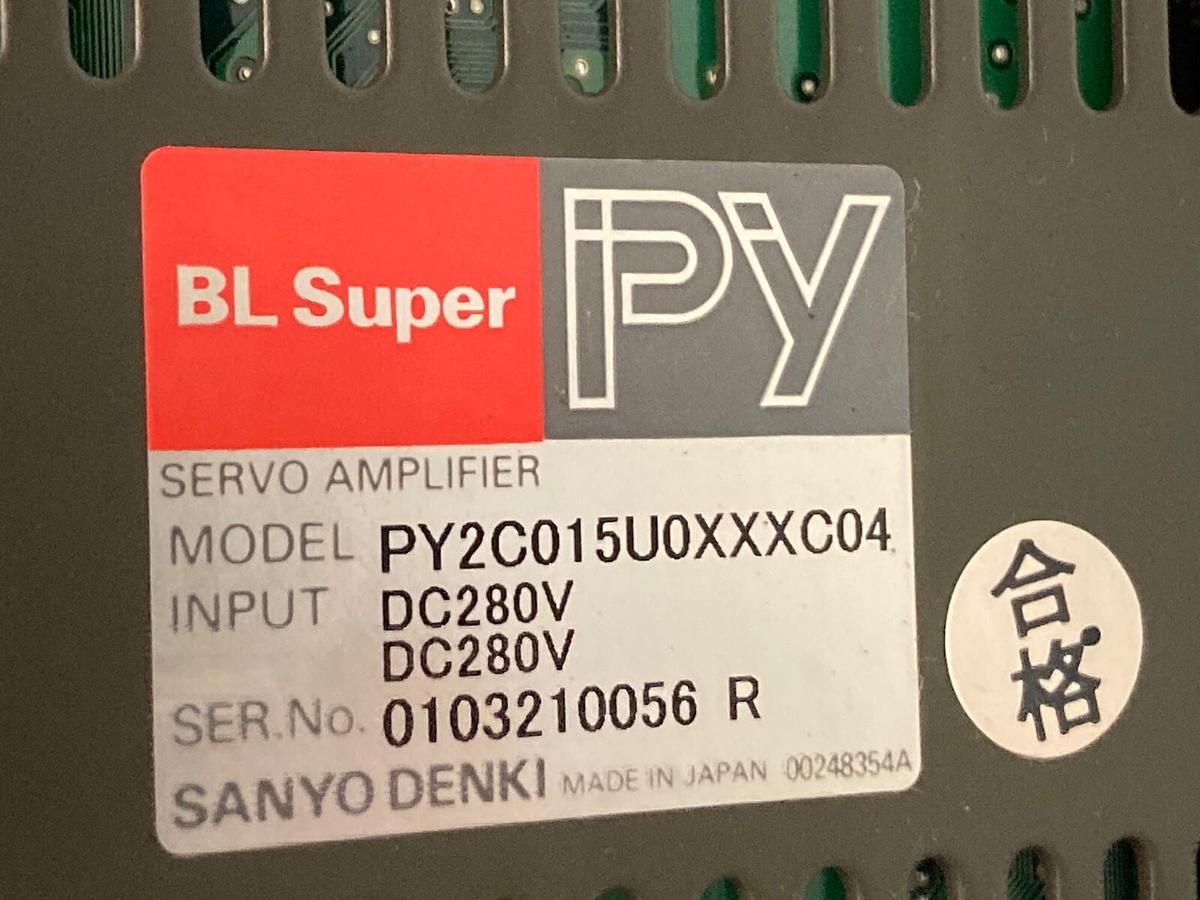 BL Super
PY
SERVO AMPLIFIER
MODEL PY2C015U0XXXC04
INPUT DC280V
DC280V
SER.No. 0103210056 R
SANYO DENKI MADE IN JAPAN 00248354A
合格